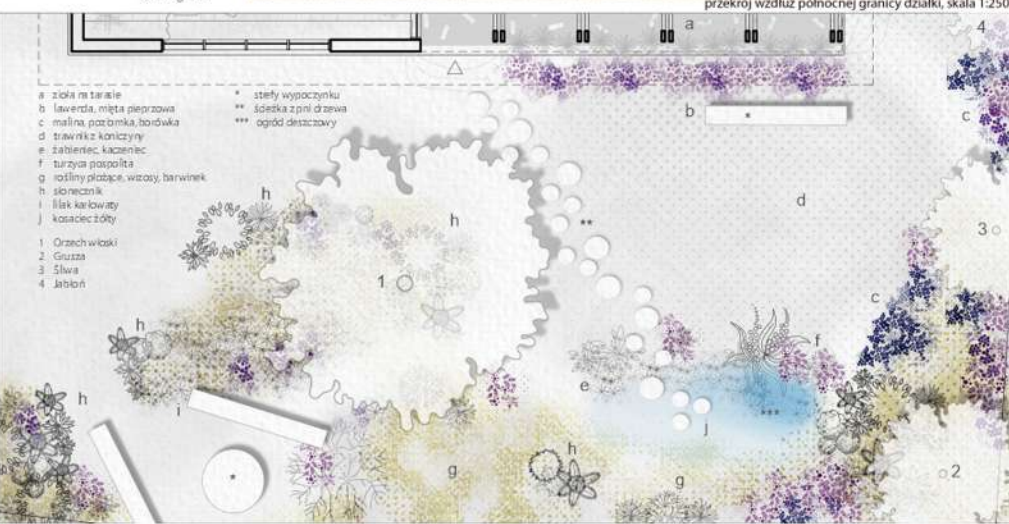 przekrój wzdłuż północnej granicy działki, skala 1:250
a
4
a zioła na tarasie
b lawenda, mięta pieprzowa
c malina, poziomka, borówka
d trawnik z koniczyny
e żabieniec, kaczeniec
f turzyca pospolita
g rośliny płożące, wrzosy, barwinek
h słonecznik
i lilak karłowaty
j kosaciec żółty
1 Orzech włoski
2 Grusza
3 Śliwa
4 Jabłoń
* strefy wypoczynku
** ścieżka z pni drzewa
*** ogród deszczowy
b
*
c
h
h
d
**
3
1
c
h
f
e
***
h
i
j
h
g
g
2
*